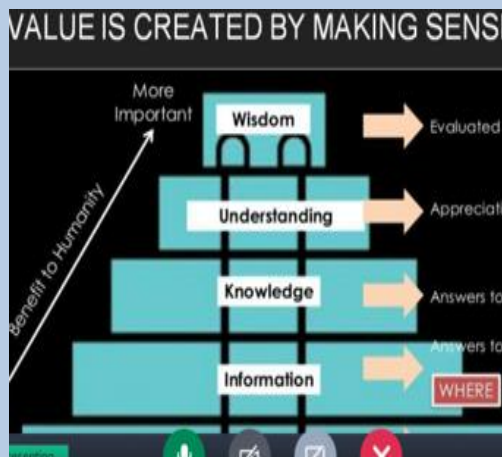 VALUE IS CREATED BY MAKING SENS
More
Important
Benefit to Humanity
Wisdom
Evaluated
Understanding
Appreciati
Knowledge
Answers to
Answers to
Information
WHERE